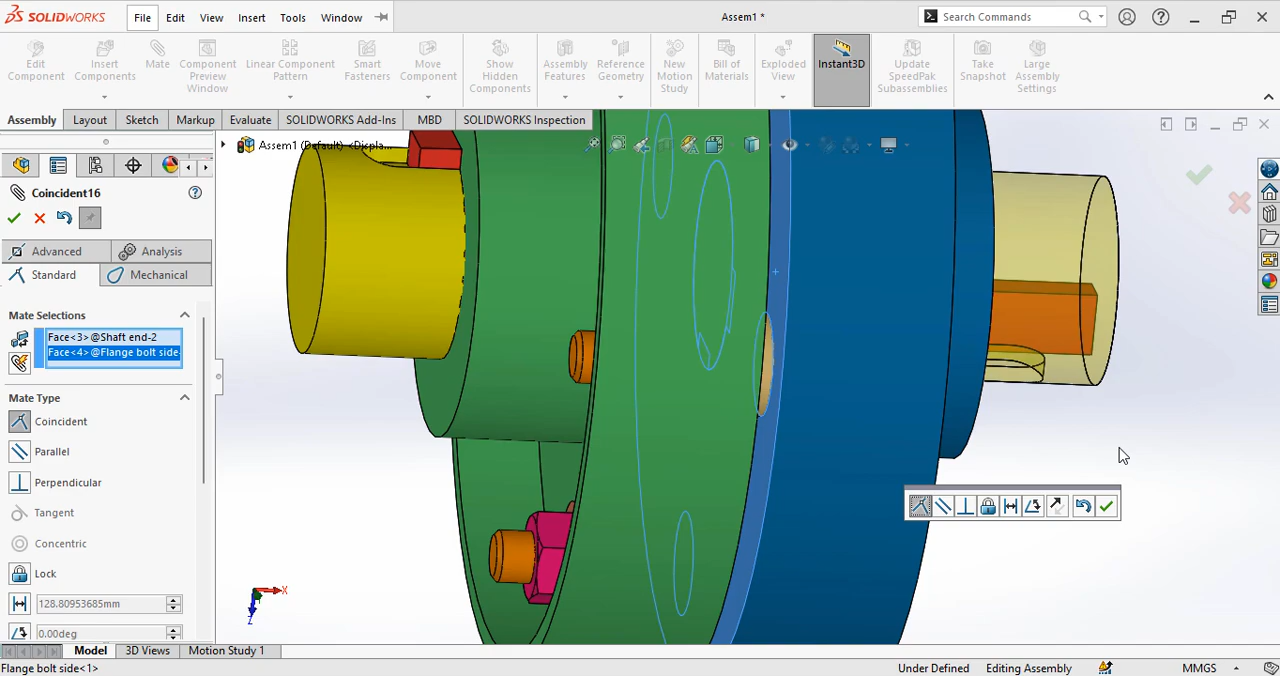 SOLIDWORKS
File
Edit
View
Insert
Tools
Window
Assem1 *
Search Commands
Edit Component
Insert Components
Mate
Component Preview Window
Linear Component Pattern
Smart Fasteners
Move Component
Show Hidden Components
Assembly Features
Reference Geometry
New Motion Study
Bill of Materials
Exploded View
Instant3D
Update SpeedPak Subassemblies
Take Snapshot
Large Assembly Settings
Assembly
Layout
Sketch
Markup
Evaluate
SOLIDWORKS Add-Ins
MBD
SOLIDWORKS Inspection
Assem1 (Default) <Displa...
Coincident16
Advanced
Analysis
Standard
Mechanical
Mate Selections
Face<3>@Shaft end-2
Face<4>@Flange bolt side-
Mate Type
Coincident
Parallel
Perpendicular
Tangent
Concentric
Lock
128.80953685mm
0.00deg
X
Z
Model
3D Views
Motion Study 1
Flange bolt side<1>
Under Defined
Editing Assembly
MMGS